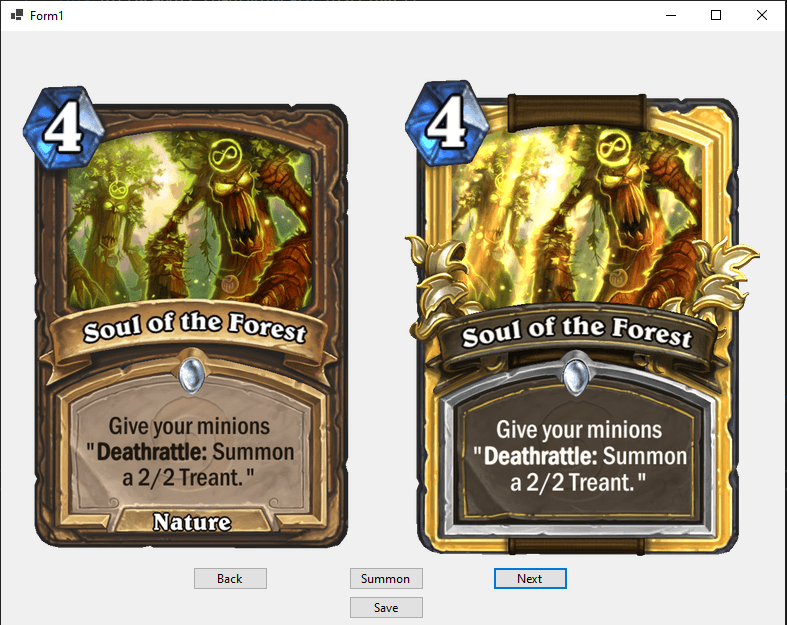 Form1
4
Soul of the Forest
Give your minions
"Deathrattle: Summon
a 2/2 Treant."
Nature
4
Soul of the Forest
Give your minions
"Deathrattle: Summon
a 2/2 Treant."
Back
Summon
Next
Save